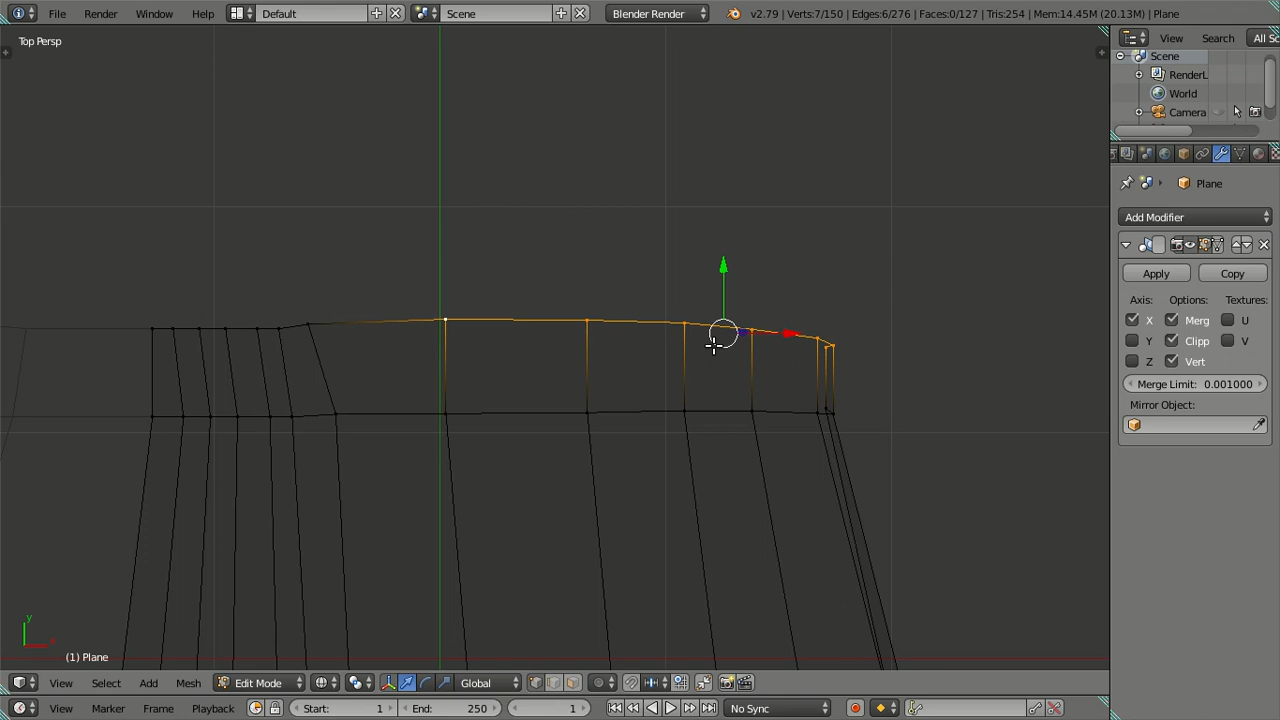 File Render Window Help Default Scene Blender Render v2.79 | Verts:7/150 | Edges:6/276 | Faces:0/127 | Tris:254 | Mem:14.45M (20.13M) | Plane
Top Persp
View Search All Sc
Scene
RenderL
World
Camera
Plane
Add Modifier
Apply Copy
Axis: Options: Textures:
X Merg U
Y Clipp V
Z Vert
Merge Limit: 0.001000
Mirror Object:
y
(1) Plane
View Select Add Mesh Edit Mode Global
View Marker Frame Playback Start: 1 End: 250 1 No Sync